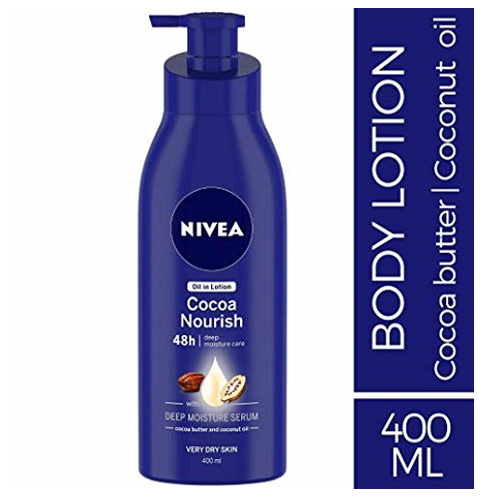 NIVEA
Oil in Lotion
Cocoa
Nourish
48h | deep
moisture care
with
DEEP MOISTURE SERUM
cocoa butter and coconut oil
VERY DRY SKIN
400 ml
BODY LOTION
Cocoa butter | Coconut oil
400
ML